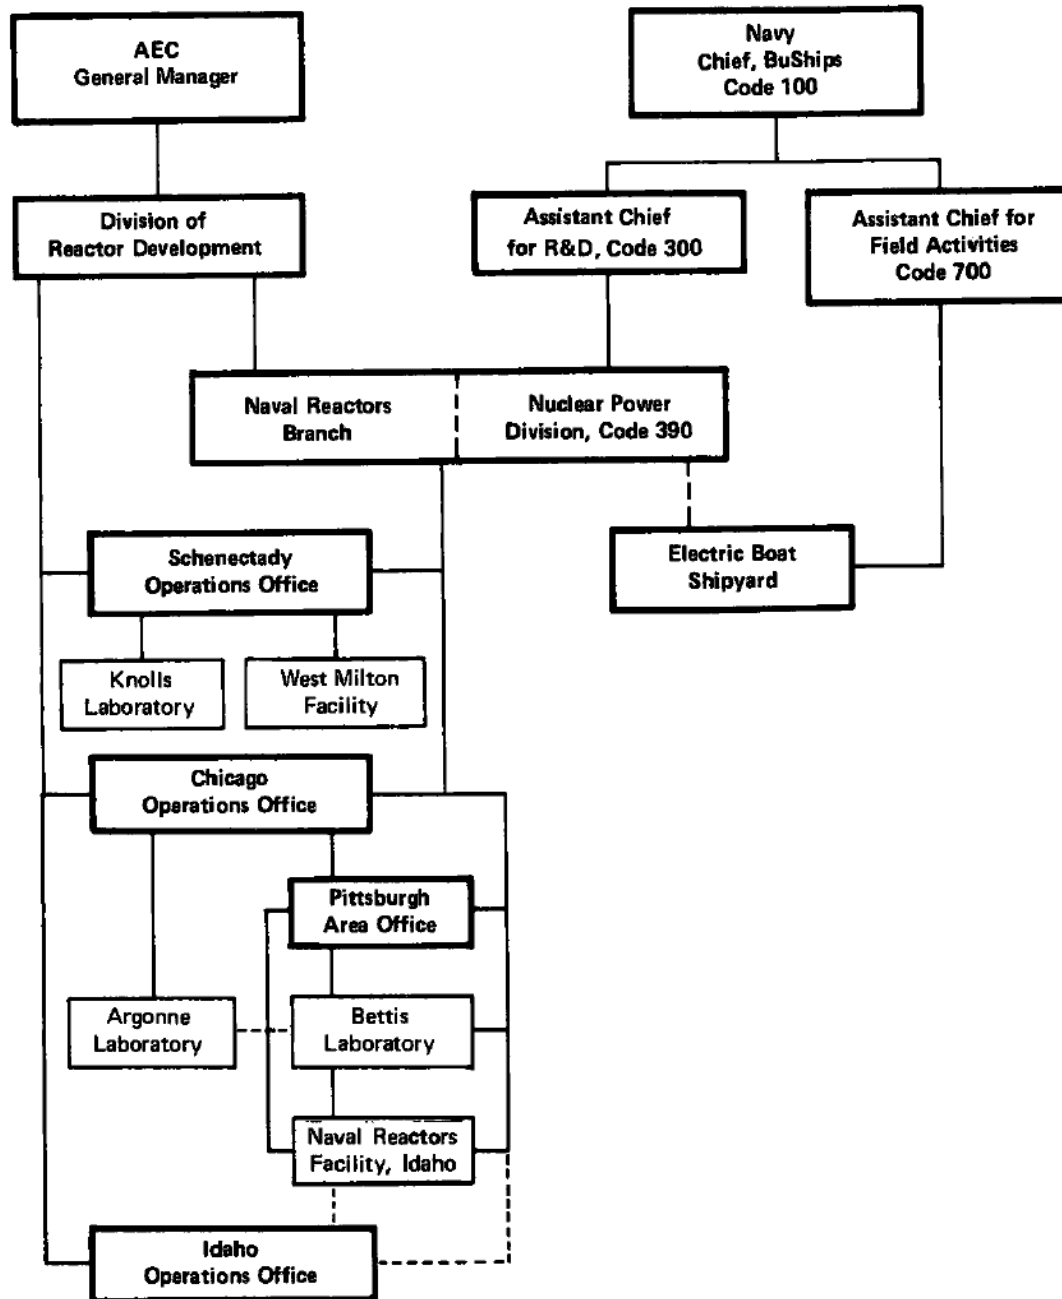 AEC
General Manager
Navy
Chief, BuShips
Code 100
Division of
Reactor Development
Assistant Chief
for R&D, Code 300
Assistant Chief for
Field Activities
Code 700
Naval Reactors
Branch
Nuclear Power
Division, Code 390
Schenectady
Operations Office
Electric Boat
Shipyard
Knolls
Laboratory
West Milton
Facility
Chicago
Operations Office
Pittsburgh
Area Office
Argonne
Laboratory
Bettis
Laboratory
Naval Reactors
Facility, Idaho
Idaho
Operations Office